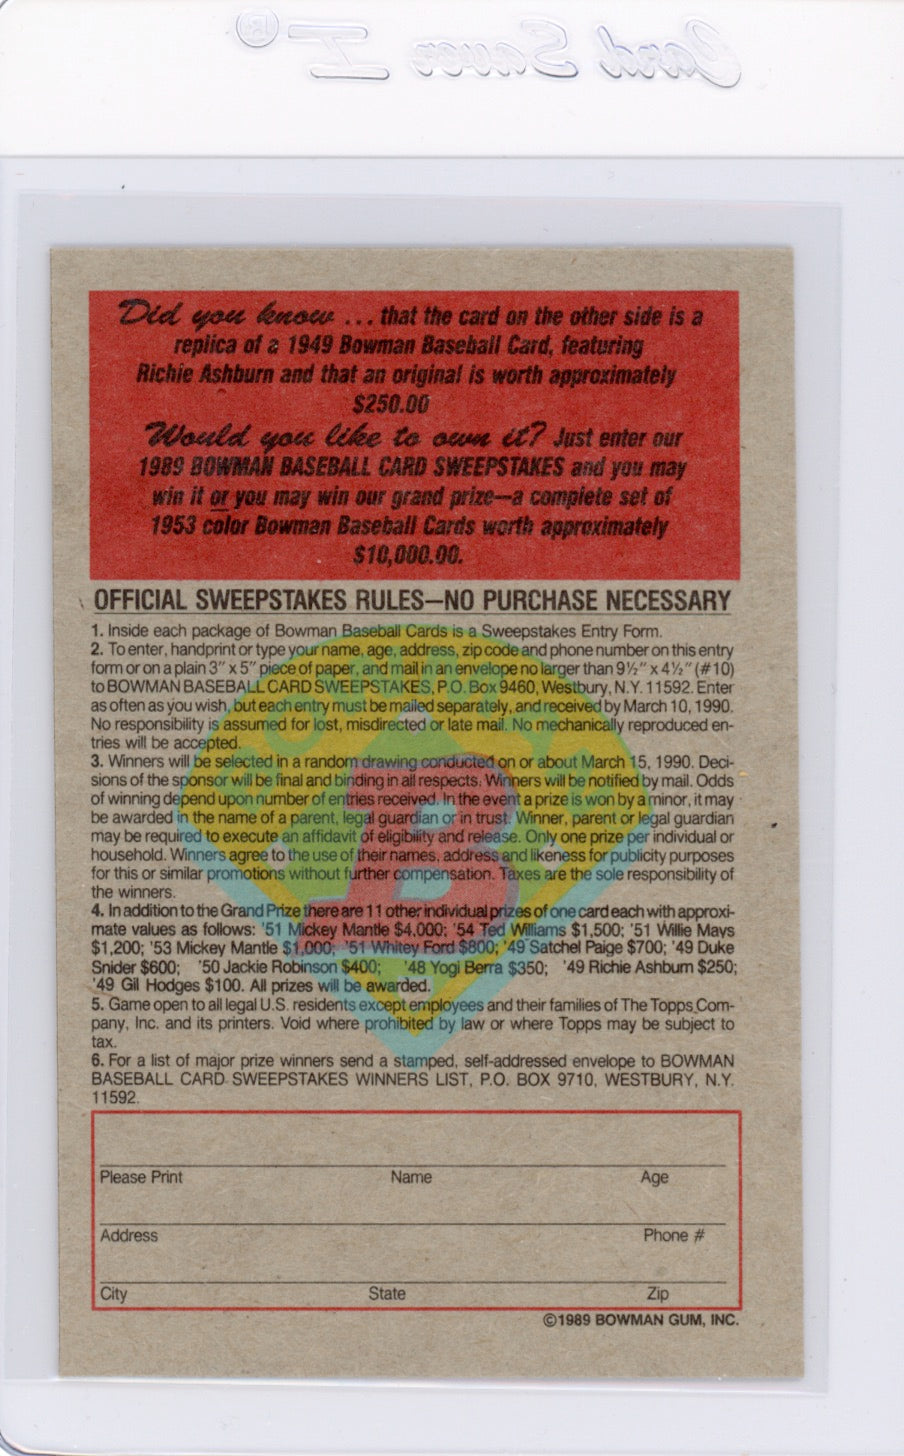 Card Saver I®
Did you know ... that the card on the other side is a
replica of a 1949 Bowman Baseball Card, featuring
Richie Ashburn and that an original is worth approximately
$250.00
Would you like to own it? Just enter our
1989 BOWMAN BASEBALL CARD SWEEPSTAKES and you may
win it or you may win our grand prize—a complete set of
1953 color Bowman Baseball Cards worth approximately
$10,000.00.
OFFICIAL SWEEPSTAKES RULES—NO PURCHASE NECESSARY
1. Inside each package of Bowman Baseball Cards is a Sweepstakes Entry Form.
2. To enter, handprint or type your name, age, address, zip code and phone number on this entry
form or on a plain 3" x 5" piece of paper, and mail in an envelope no larger than 9½" x 4½" (#10)
to BOWMAN BASEBALL CARD SWEEPSTAKES, P.O. Box 9460, Westbury, N.Y. 11592. Enter
as often as you wish, but each entry must be mailed separately, and received by March 10, 1990.
No responsibility is assumed for lost, misdirected or late mail. No mechanically reproduced en-
tries will be accepted.
3. Winners will be selected in a random drawing conducted on or about March 15, 1990. Deci-
sions of the sponsor will be final and binding in all respects. Winners will be notified by mail. Odds
of winning depend upon number of entries received. In the event a prize is won by a minor, it may
be awarded in the name of a parent, legal guardian or in trust. Winner, parent or legal guardian
may be required to execute an affidavit of eligibility and release. Only one prize per individual or
household. Winners agree to the use of their names, address and likeness for publicity purposes
for this or similar promotions without further compensation. Taxes are the sole responsibility of
the winners.
4. In addition to the Grand Prize there are 11 other individual prizes of one card each with approxi-
mate values as follows: '51 Mickey Mantle $4,000; '54 Ted Williams $1,500; '51 Willie Mays
$1,200; '53 Mickey Mantle $1,000; '51 Whitey Ford $800; '49 Satchel Paige $700; '49 Duke
Snider $600; '50 Jackie Robinson $400; '48 Yogi Berra $350; '49 Richie Ashburn $250;
'49 Gil Hodges $100. All prizes will be awarded.
5. Game open to all legal U.S. residents except employees and their families of The Topps Com-
pany, Inc. and its printers. Void where prohibited by law or where Topps may be subject to
tax.
6. For a list of major prize winners send a stamped, self-addressed envelope to BOWMAN
BASEBALL CARD SWEEPSTAKES WINNERS LIST, P.O. BOX 9710, WESTBURY, N.Y.
11592.
Please Print Name Age
Address Phone #
City State Zip
©1989 BOWMAN GUM, INC.